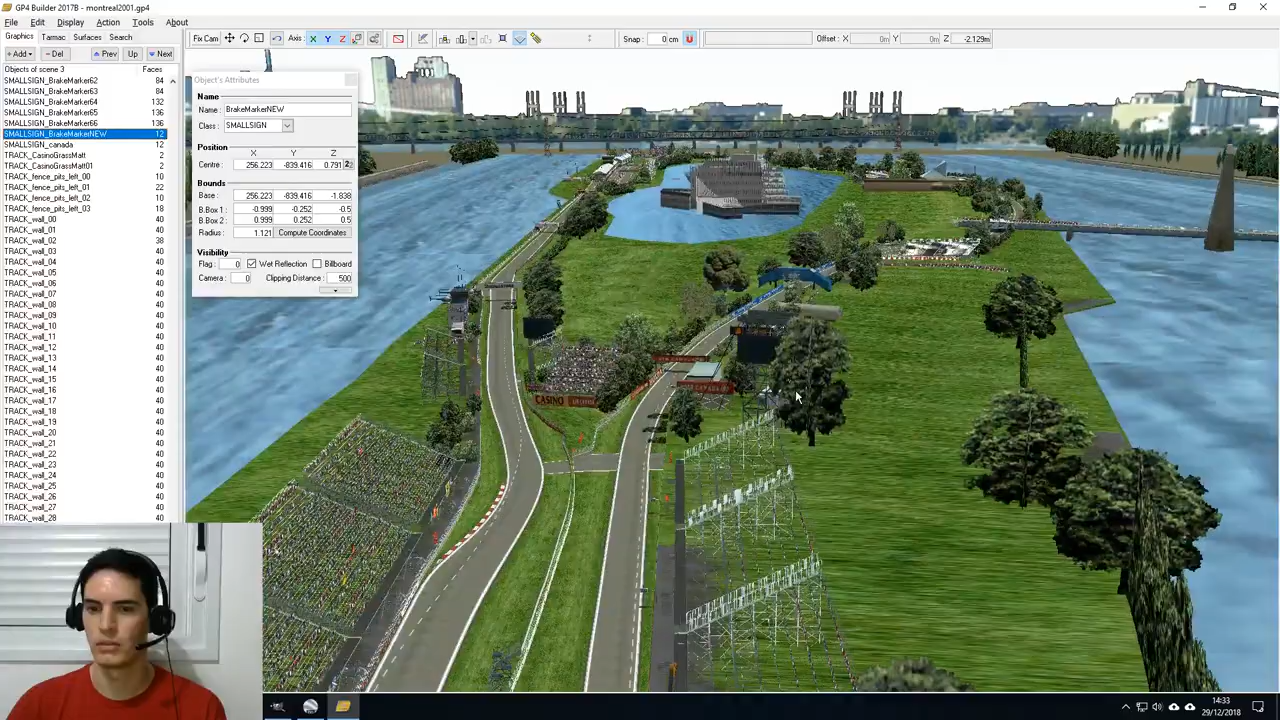 GP4 Builder 2017B - montreal2001.gp4
File Edit Display Action Tools About
Graphics Tarmac Surfaces Search
Fix Cam Axis: X Y Z Snap: 0 cm Offset: X 0m Y 0m Z -2.129m
+Add - Del Prev Up Next
Objects of scene 3 Faces
SMALLSIGN_BrakeMarker62 84
SMALLSIGN_BrakeMarker63 84
SMALLSIGN_BrakeMarker64 132
SMALLSIGN_BrakeMarker65 136
SMALLSIGN_BrakeMarker66 136
SMALLSIGN_BrakeMarkerNEW 12
SMALLSIGN_canada 12
TRACK_CasinoGrassMatt 2
TRACK_CasinoGrassMatt01 2
TRACK_fence_pits_left_00 10
TRACK_fence_pits_left_01 22
TRACK_fence_pits_left_02 10
TRACK_fence_pits_left_03 18
TRACK_wall_00 40
TRACK_wall_01 40
TRACK_wall_02 38
TRACK_wall_03 40
TRACK_wall_04 40
TRACK_wall_05 40
TRACK_wall_06 40
TRACK_wall_07 40
TRACK_wall_08 40
TRACK_wall_09 40
TRACK_wall_10 40
TRACK_wall_11 40
TRACK_wall_12 40
TRACK_wall_13 40
TRACK_wall_14 40
TRACK_wall_15 40
TRACK_wall_16 40
TRACK_wall_17 40
TRACK_wall_18 40
TRACK_wall_19 40
TRACK_wall_20 40
TRACK_wall_21 40
TRACK_wall_22 40
TRACK_wall_23 40
TRACK_wall_24 40
TRACK_wall_25 40
TRACK_wall_26 40
TRACK_wall_27 40
TRACK_wall_28 40
Object's Attributes
Name
Name : BrakeMarkerNEW
Class : SMALLSIGN
Position
X Y Z
Centre : 256.223 -839.416 0.791
Bounds
Base : 256.223 -839.416 -1.838
B.Box 1 : -0.999 -0.252 -0.5
B.Box 2 : 0.999 0.252 0.5
Radius : 1.121 Compute Coordinates
Visibility
Flag : 0 Wet Reflection Billboard
Camera : 0 Clipping Distance : 500
CASINO
14:33
29/12/2018